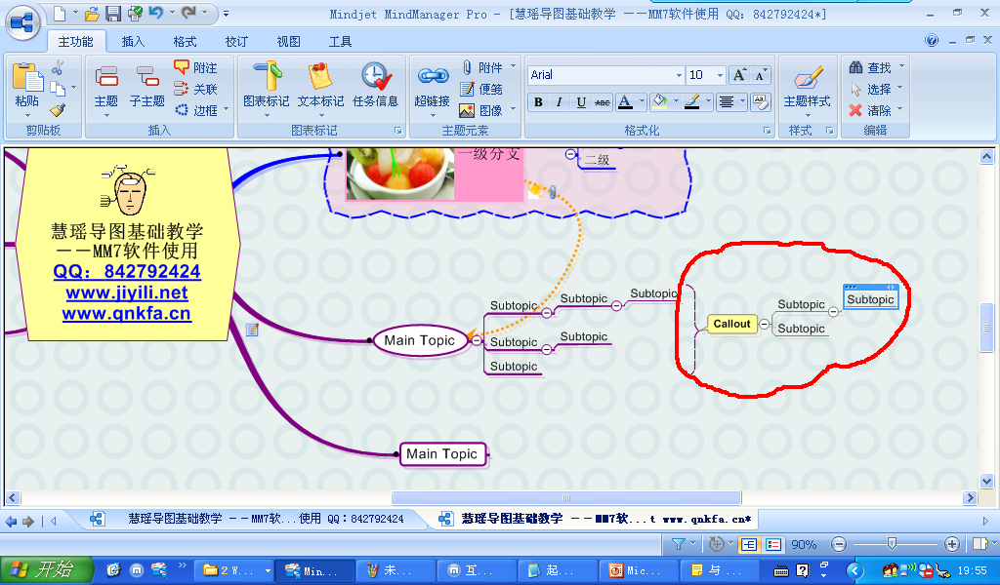 Mindjet MindManager Pro - [慧瑶导图基础教学 －－MM7软件使用 QQ：842792424*]
主功能 插入 格式 校订 视图 工具
粘贴
剪贴板
主题 子主题 附注 关联 边框
插入
图表标记 文本标记 任务信息
图表标记
超链接 附件 便笺 图像
主题元素
Arial 10 A A
B I U ABC A
格式化
主题样式
样式
查找 选择 清除
编辑
一级分支
二级
慧瑶导图基础教学
－－MM7软件使用
QQ：842792424
www.jiyili.net
www.qnkfa.cn
Main Topic
Subtopic Subtopic Subtopic
Subtopic Subtopic
Subtopic
Callout
Subtopic Subtopic
Subtopic
Main Topic
慧瑶导图基础教学 －－MM7软...使用 QQ：842792424
慧瑶导图基础教学 －－MM7软...t www.qnkfa.cn*
90%
开始 2 W... Min... 未... 互... 起... Mic... 与 ... 19:55